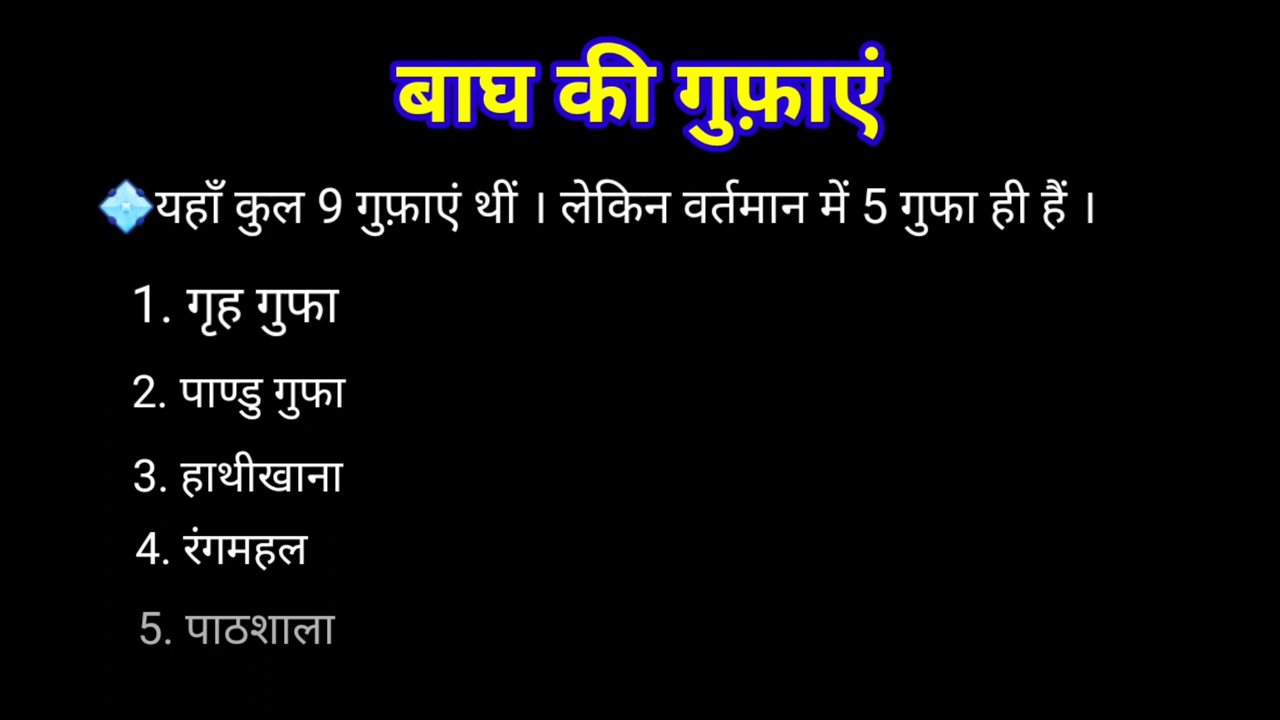 बाघ की गुफ़ाएं
💠यहाँ कुल 9 गुफ़ाएं थीं । लेकिन वर्तमान में 5 गुफा ही हैं ।
1. गृह गुफा
2. पाण्डु गुफा
3. हाथीखाना
4. रंगमहल
5. पाठशाला